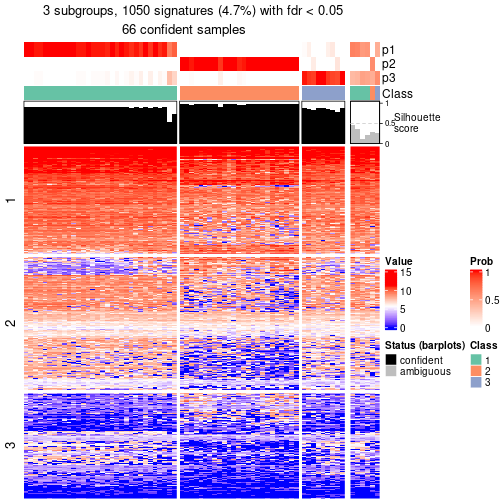 3 subgroups, 1050 signatures (4.7%) with fdr < 0.05
66 confident samples
p1
p2
p3
Class
1
0.5
0
Silhouette
score
1
2
3
Value
15
10
5
0
Prob
1
0.5
0
Status (barplots)
confident
ambiguous
Class
1
2
3